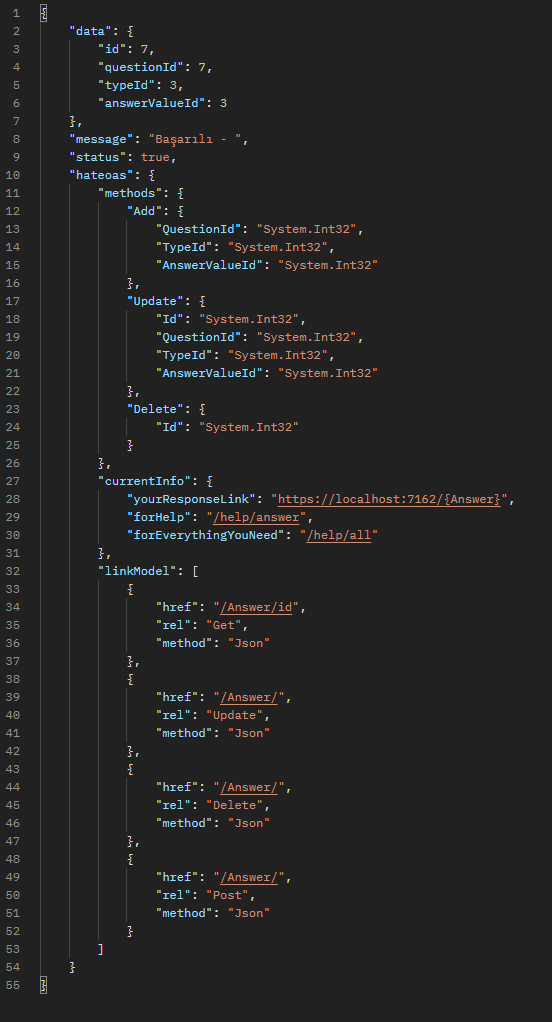 1 {
2     "data": {
3         "id": 7,
4         "questionId": 7,
5         "typeId": 3,
6         "answerValueId": 3
7     },
8     "message": "Başarılı - ",
9     "status": true,
10     "hateoas": {
11         "methods": {
12             "Add": {
13                 "QuestionId": "System.Int32",
14                 "TypeId": "System.Int32",
15                 "AnswerValueId": "System.Int32"
16             },
17             "Update": {
18                 "Id": "System.Int32",
19                 "QuestionId": "System.Int32",
20                 "TypeId": "System.Int32",
21                 "AnswerValueId": "System.Int32"
22             },
23             "Delete": {
24                 "Id": "System.Int32"
25             }
26         },
27         "currentInfo": {
28             "yourResponseLink": "https://localhost:7162/{Answer}",
29             "forHelp": "/help/answer",
30             "forEverythingYouNeed": "/help/all"
31         },
32         "linkModel": [
33             {
34                 "href": "/Answer/id",
35                 "rel": "Get",
36                 "method": "Json"
37             },
38             {
39                 "href": "/Answer/",
40                 "rel": "Update",
41                 "method": "Json"
42             },
43             {
44                 "href": "/Answer/",
45                 "rel": "Delete",
46                 "method": "Json"
47             },
48             {
49                 "href": "/Answer/",
50                 "rel": "Post",
51                 "method": "Json"
52             }
53         ]
54     }
55 }